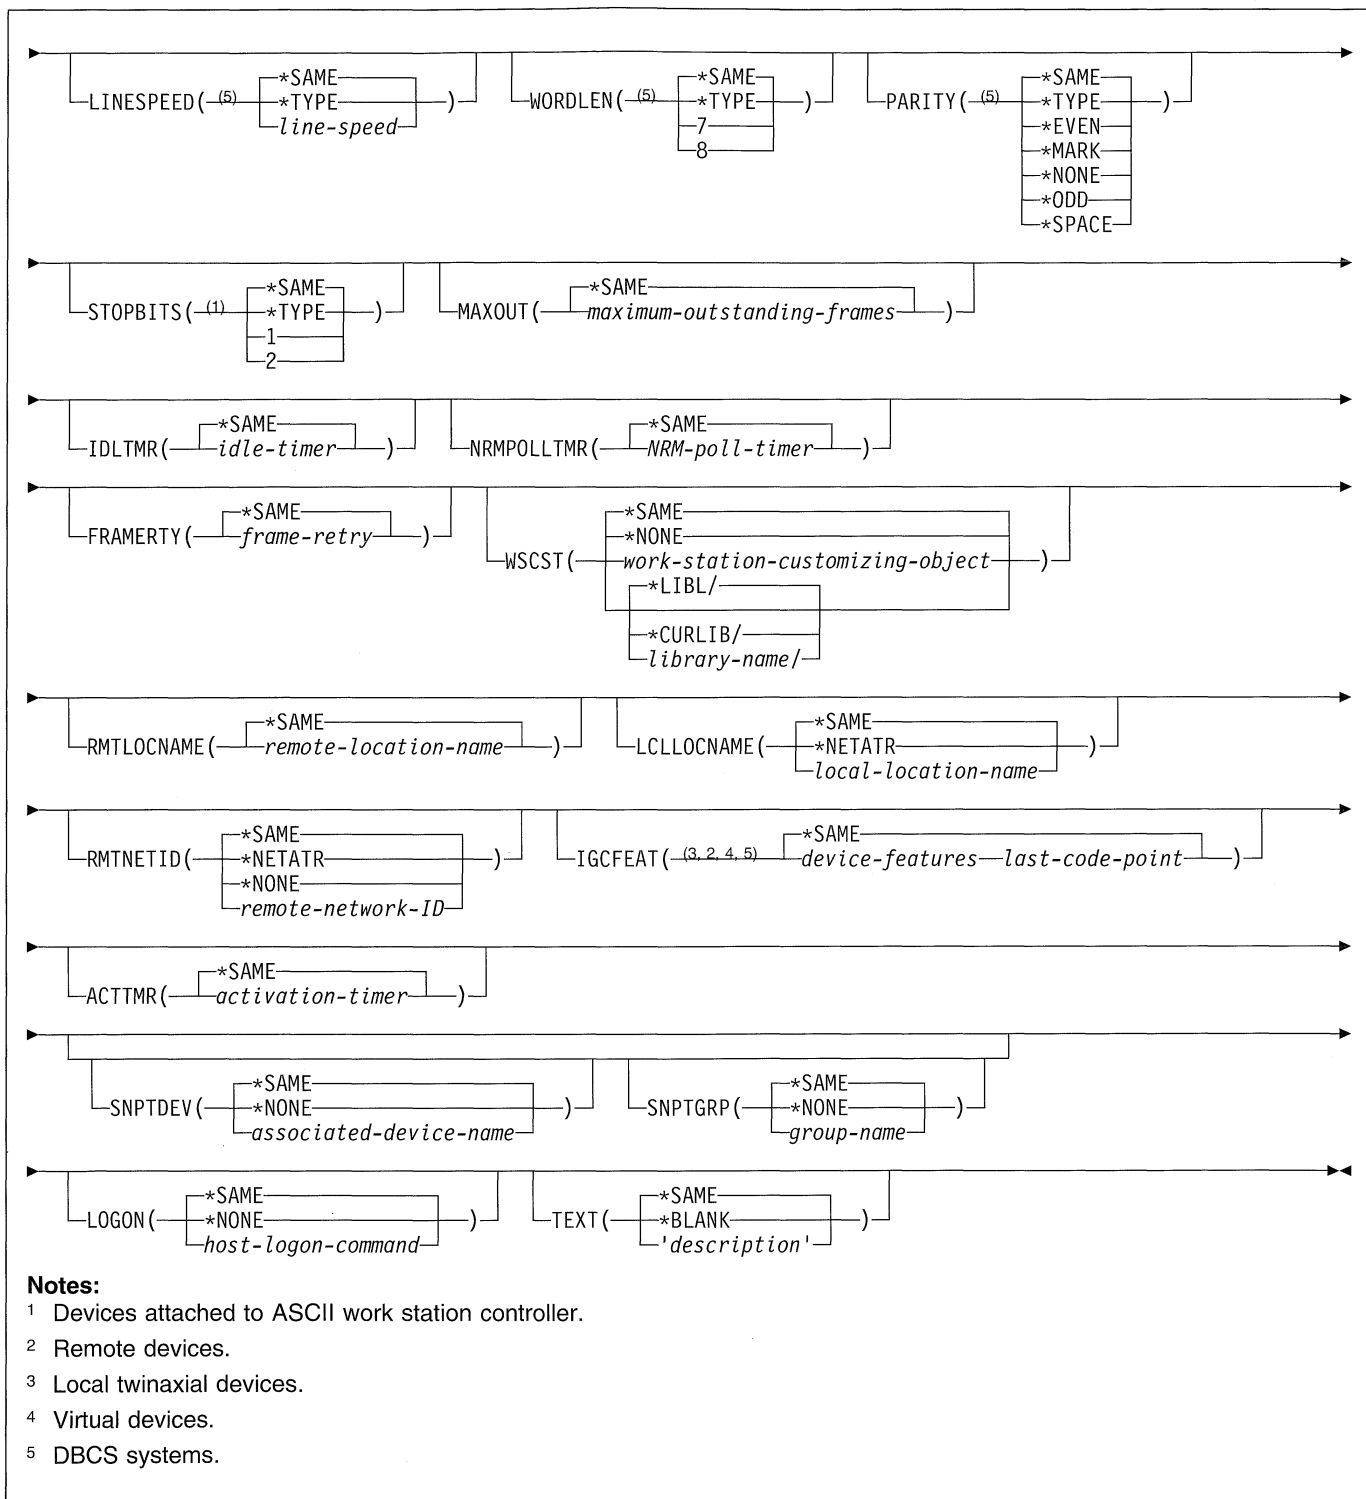 *SAME *SAME *SAME
LINESPEED( (5) *TYPE ) WORDLEN( (5) *TYPE ) PARITY( (5) *TYPE )
line-speed 7 *EVEN
8 *MARK
*NONE
*ODD
*SPACE
*SAME *SAME
STOPBITS( (1) *TYPE ) MAXOUT( maximum-outstanding-frames )
1
2
*SAME *SAME
IDLTMR( idle-timer ) NRMPOLLTMR( NRM-poll-timer )
*SAME *SAME
FRAMERTY( frame-retry ) *NONE
WSCST( work-station-customizing-object )
*LIBL/
*CURLIB/
library-name/
*SAME *SAME
RMTLOCNAME( remote-location-name ) LCLLOCNAME( *NETATR )
local-location-name
*SAME *SAME
RMTNETID( *NETATR ) IGCFEAT( (3, 2, 4, 5) device-features last-code-point )
*NONE
remote-network-ID
*SAME
ACTTMR( activation-timer )
*SAME *SAME
SNPTDEV( *NONE ) SNPTGRP( *NONE )
associated-device-name group-name
*SAME *SAME
LOGON( *NONE ) TEXT( *BLANK )
host-logon-command 'description'
Notes:
1 Devices attached to ASCII work station controller.
2 Remote devices.
3 Local twinaxial devices.
4 Virtual devices.
5 DBCS systems.